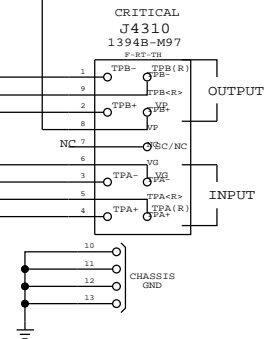 CRITICAL
J4310
1394B-M97
F-RT-TH
1 TPB- TPB(R)
TPB-
9 TPB<R>
OUTPUT
2 TPB+ VP
TPB+
8 VP
NC 7 NC SC/NC
6 VG
3 TPA- VG
TPA-
5 TPA<R>
INPUT
4 TPA+ TPA(R)
TPA+
10
11
CHASSIS
12 GND
13